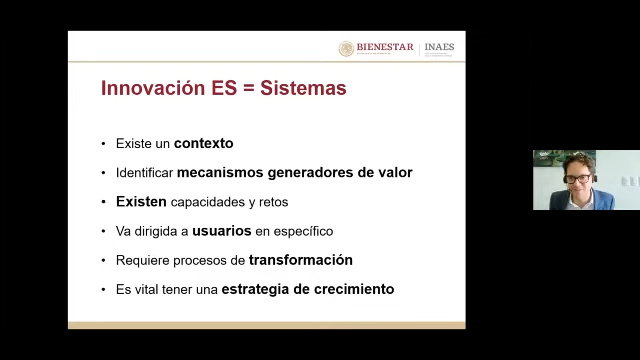 BIENESTAR
INAES
Innovación ES = Sistemas
• Existe un contexto
• Identificar mecanismos generadores de valor
• Existen capacidades y retos
• Va dirigida a usuarios en específico
• Requiere procesos de transformación
• Es vital tener una estrategia de crecimiento